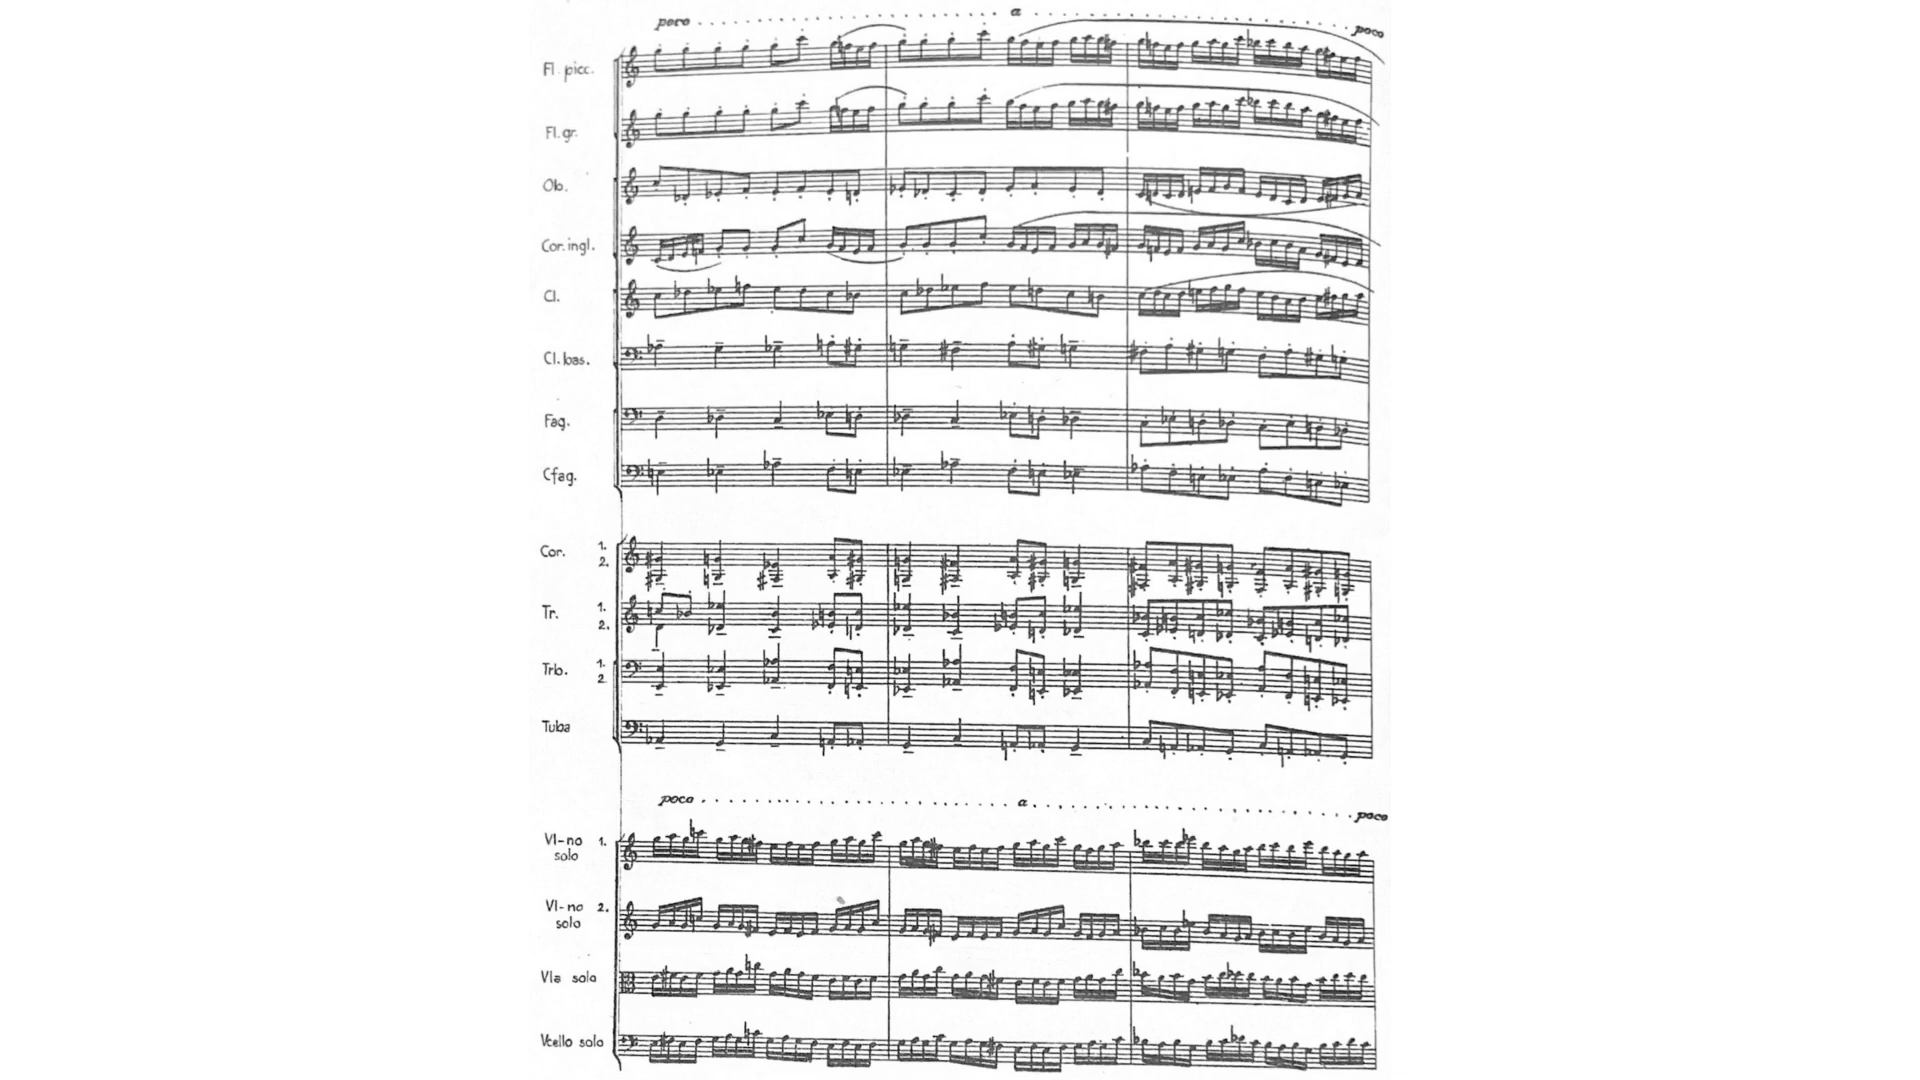 poco a poco
Fl. picc.
Fl. gr.
Ob.
Cor. ingl.
Cl.
Cl. bas.
Fag.
Cfag.
Cor. 1.
2.
Tr. 1.
2.
Trb. 1.
2.
Tuba
poco a poco
Vl-no 1.
solo
Vl-no 2.
solo
Vla solo
Vcello solo